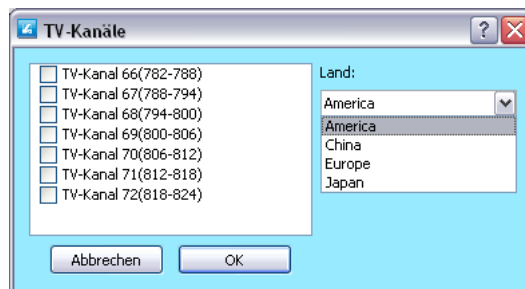 TV-Kanäle
TV-Kanal 66(782-788)
TV-Kanal 67(788-794)
TV-Kanal 68(794-800)
TV-Kanal 69(800-806)
TV-Kanal 70(806-812)
TV-Kanal 71(812-818)
TV-Kanal 72(818-824)
Land:
America
America
China
Europe
Japan
Abbrechen
OK